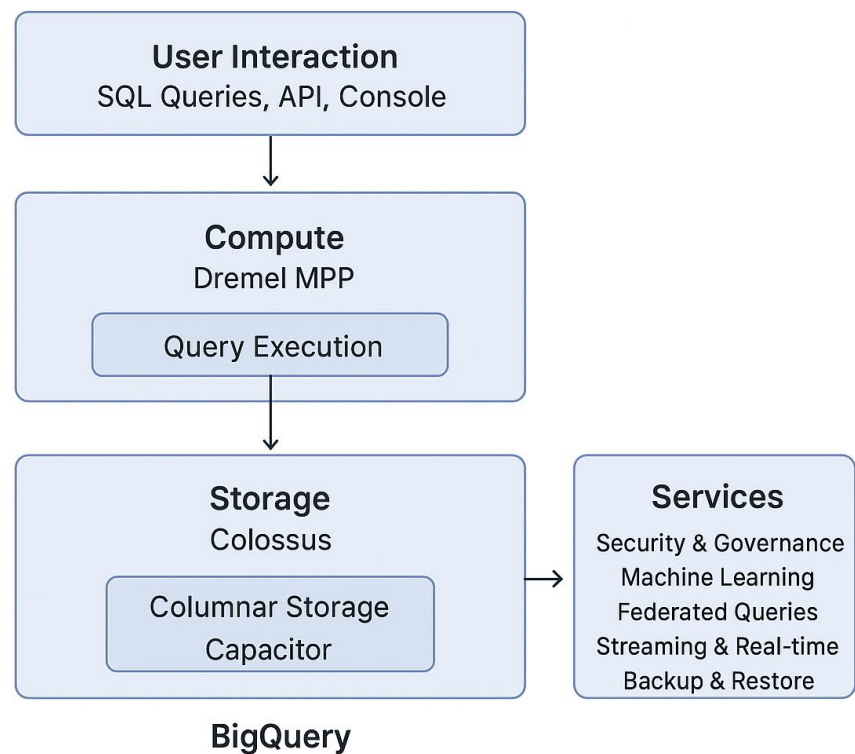 User Interaction
SQL Queries, API, Console
Compute
Dremel MPP
Query Execution
Storage
Colossus
Columnar Storage
Capacitor
Services
Security & Governance
Machine Learning
Federated Queries
Streaming & Real-time
Backup & Restore
BigQuery